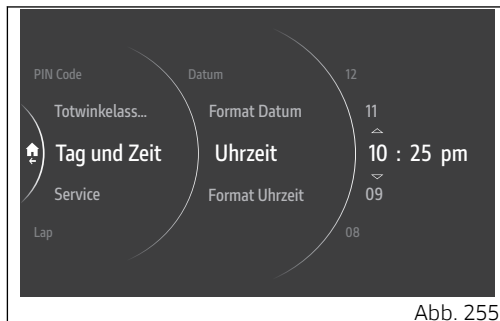 PIN Code Datum 12
Totwinkelass... Format Datum 11
Tag und Zeit Uhrzeit 10 : 25 pm
Service Format Uhrzeit 09
Lap 08
Abb. 255